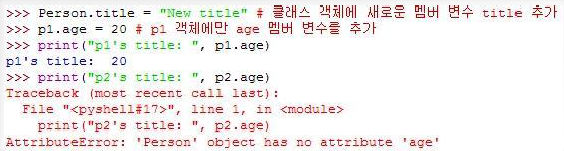 >>> Person.title = "New title" # 클래스 객체에 새로운 멤버 변수 title 추가
>>> p1.age = 20 # p1 객체에만 age 멤버 변수를 추가
>>> print("p1's title: ", p1.age)
p1's title:  20
>>> print("p2's title: ", p2.age)
Traceback (most recent call last):
  File "<pyshell#17>", line 1, in <module>
    print("p2's title: ", p2.age)
AttributeError: 'Person' object has no attribute 'age'